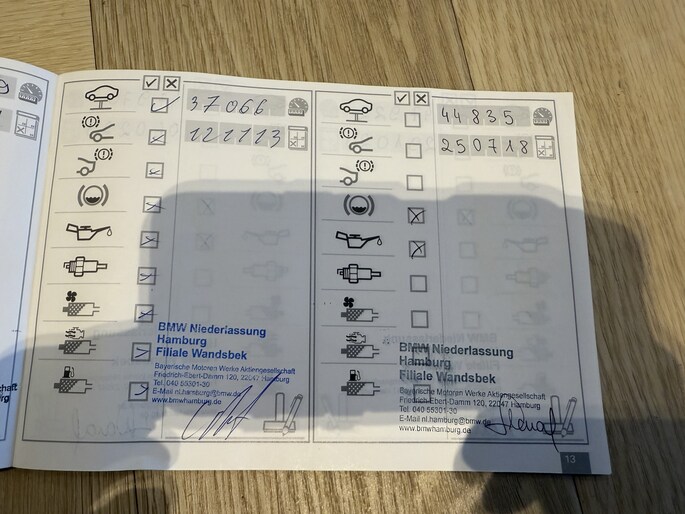 37066
121113
BMW Niederlassung
Hamburg
Filiale Wandsbek
Bayerische Motoren Werke Aktiengesellschaft
Friedrich-Ebert-Damm 120, 22047 Hamburg
Tel. 040 55301-30
E-Mail nl.hamburg@bmw.de
www.bmwhamburg.de
44835
250718
BMW Niederlassung
Hamburg
Filiale Wandsbek
Bayerische Motoren Werke Aktiengesellschaft
Friedrich-Ebert-Damm 120, 22047 Hamburg
Tel. 040 55301-30
E-Mail nl.hamburg@bmw.de
www.bmwhamburg.de
13